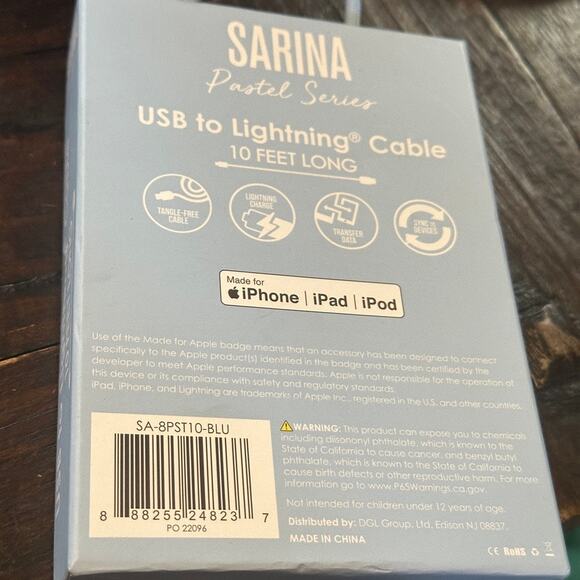 SARINA
Pastel Series
USB to Lightning® Cable
10 FEET LONG
TANGLE-FREE
CABLE
LIGHTNING
CHARGE
TRANSFER
DATA
SYNC
DEVICES
Made for
iPhone | iPad | iPod
Use of the Made for Apple badge means that an accessory has been designed to connect
specifically to the Apple product(s) identified in the badge and has been certified by the
developer to meet Apple performance standards. Apple is not responsible for the operation of
this device or its compliance with safety and regulatory standards.
iPad, iPhone, and Lightning are trademarks of Apple Inc., registered in the U.S. and other countries.
SA-8PST10-BLU
8 88255 24823 7
PO 22096
⚠WARNING: This product can expose you to chemicals
including diisononyl phthalate, which is known to the
State of California to cause cancer, and benzyl butyl
phthalate, which is known to the State of California to
cause birth defects or other reproductive harm. For more
information go to www.P65Warnings.ca.gov.
Not intended for children under 12 years of age.
Distributed by: DGL Group, Ltd. Edison NJ 08837.
MADE IN CHINA
CE RoHS